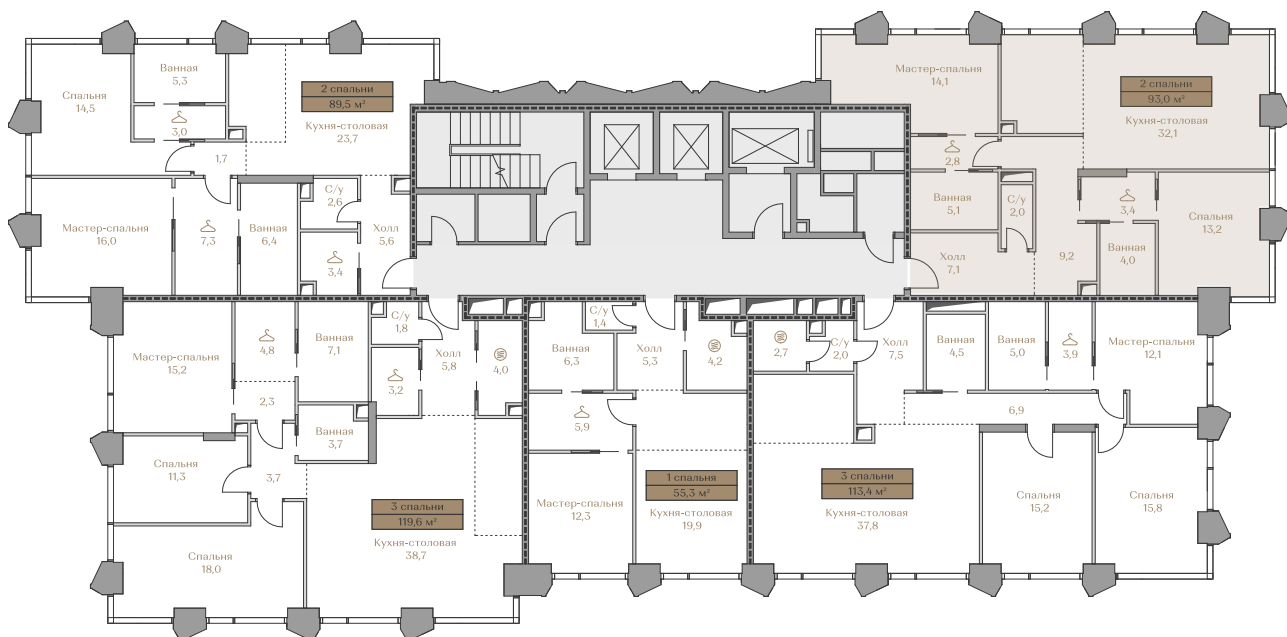 Ванная
5,3
Спальня
14,5
3,0
2 спальни
89,5 м²
Кухня-столовая
23,7
1,7
Мастер-спальня
16,0
7,3
Ванная
6,4
С/у
2,6
3,4
Холл
5,6
Мастер-спальня
14,1
2 спальни
93,0 м²
Кухня-столовая
32,1
2,8
Ванная
5,1
С/у
2,0
3,4
Спальня
13,2
Холл
7,1
9,2
Ванная
4,0
Мастер-спальня
15,2
4,8
Ванная
7,1
С/у
1,8
3,2
Холл
5,8
4,0
2,3
Ванная
3,7
Спальня
11,3
3,7
3 спальни
119,6 м²
Кухня-столовая
38,7
Спальня
18,0
С/у
1,4
Ванная
6,3
Холл
5,3
4,2
5,9
Мастер-спальня
12,3
1 спальня
55,3 м²
Кухня-столовая
19,9
2,7
С/у
2,0
Холл
7,5
Ванная
4,5
Ванная
5,0
3,9
Мастер-спальня
12,1
6,9
3 спальни
113,4 м²
Кухня-столовая
37,8
Спальня
15,2
Спальня
15,8